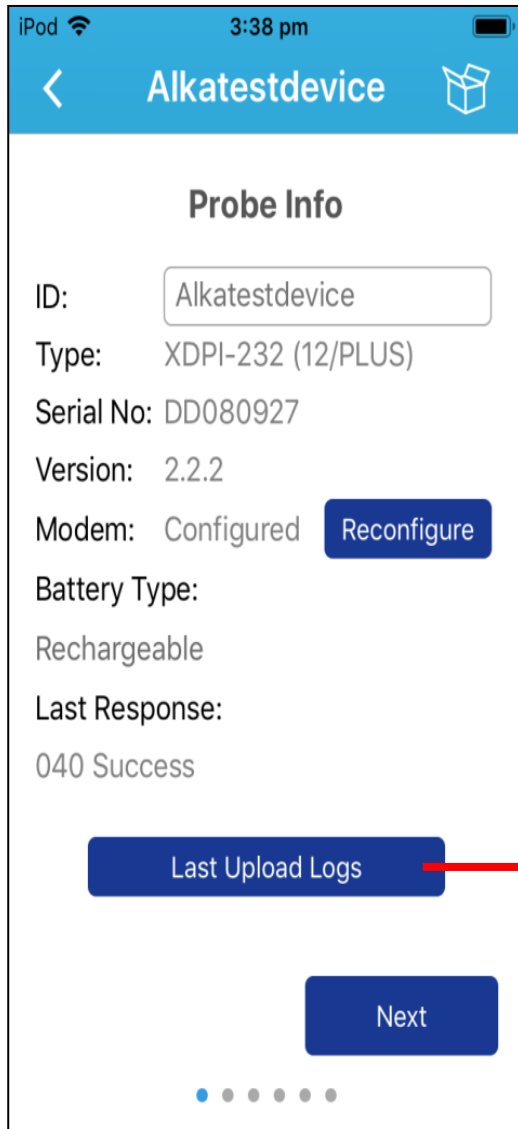 iPod 3:38 pm
Alkatestdevice
Probe Info
ID: Alkatestdevice
Type: XDPI-232 (12/PLUS)
Serial No: DD080927
Version: 2.2.2
Modem: Configured Reconfigure
Battery Type:
Rechargeable
Last Response:
040 Success
Last Upload Logs
Next